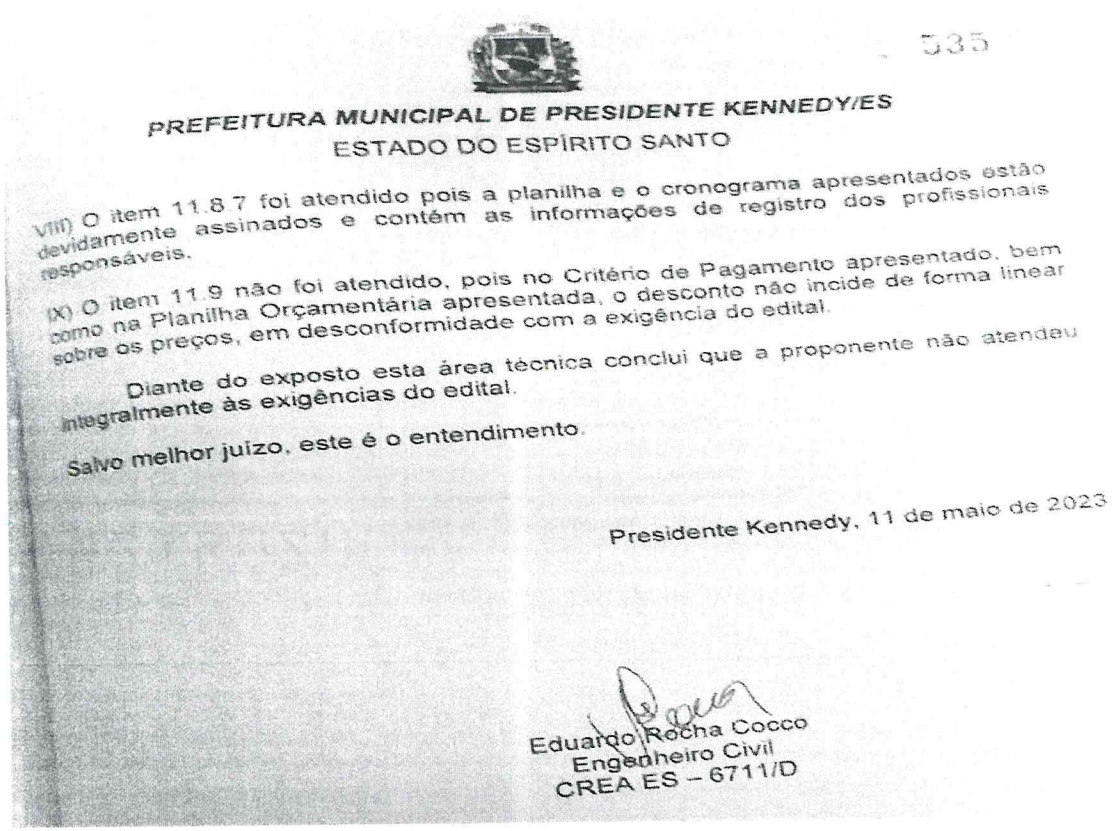 535
PREFEITURA MUNICIPAL DE PRESIDENTE KENNEDY/ES
ESTADO DO ESPÍRITO SANTO
VIII) O item 11.8.7 foi atendido pois a planilha e o cronograma apresentados estão
devidamente assinados e contém as informações de registro dos profissionais
responsáveis.
IX) O item 11.9 não foi atendido, pois no Critério de Pagamento apresentado, bem
como na Planilha Orçamentária apresentada, o desconto não incide de forma linear
sobre os preços, em desconformidade com a exigência do edital.
Diante do exposto esta área técnica conclui que a proponente não atendeu
integralmente às exigências do edital.
Salvo melhor juízo, este é o entendimento.
Presidente Kennedy, 11 de maio de 2023
Eduardo Rocha Cocco
Engenheiro Civil
CREA ES – 6711/D